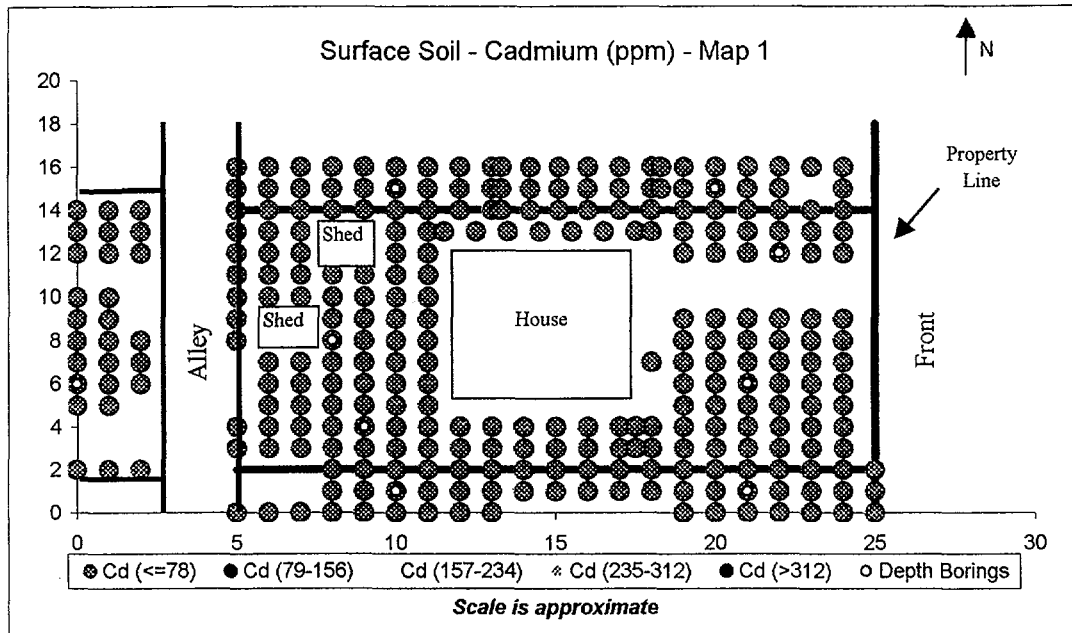 Surface Soil - Cadmium (ppm) - Map 1
N
20
18
16
14
12
10
8
6
4
2
0
Property
Line
Shed
Shed
House
Alley
Front
0 5 10 15 20 25 30
Cd (<=78) Cd (79-156) Cd (157-234) Cd (235-312) Cd (>312) Depth Borings
Scale is approximate